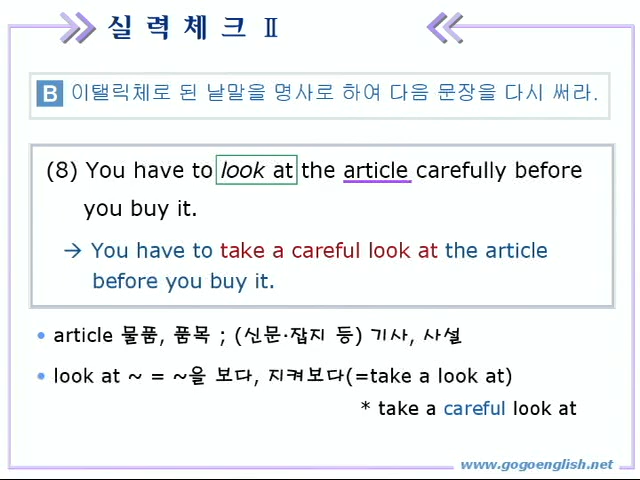 실 력 체 크 Ⅱ
B 이탤릭체로 된 낱말을 명사로 하여 다음 문장을 다시 써라.
(8) You have to look at the article carefully before
you buy it.
→ You have to take a careful look at the article
before you buy it.
• article 물품, 품목 ; (신문·잡지 등) 기사, 사설
• look at ~ = ~을 보다, 지켜보다(=take a look at)
* take a careful look at
www.gogoenglish.net